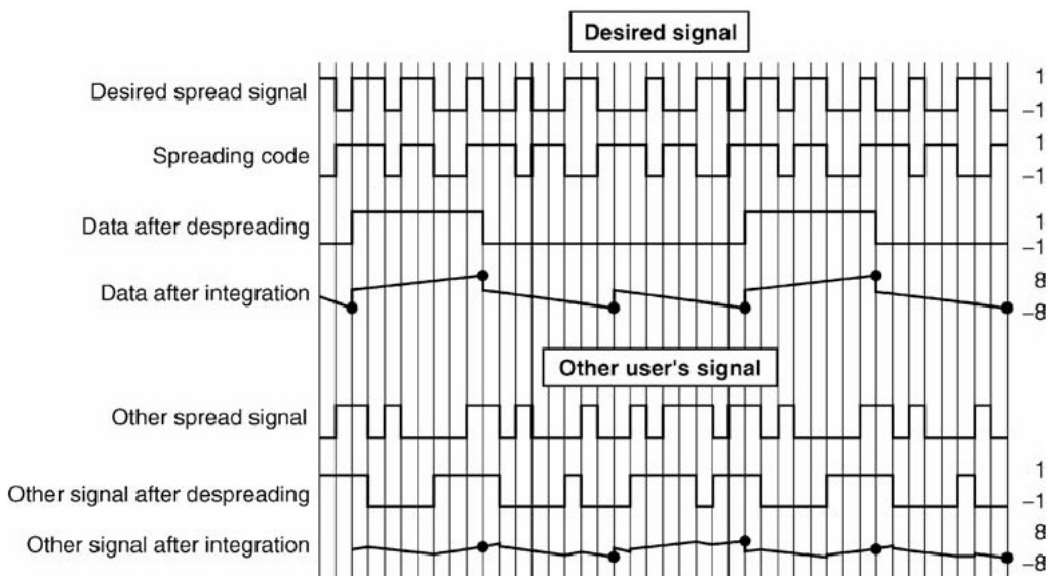 Desired signal
Desired spread signal
1
-1
Spreading code
1
-1
Data after despreading
1
-1
Data after integration
8
-8
Other user's signal
Other spread signal
Other signal after despreading
1
-1
Other signal after integration
8
-8